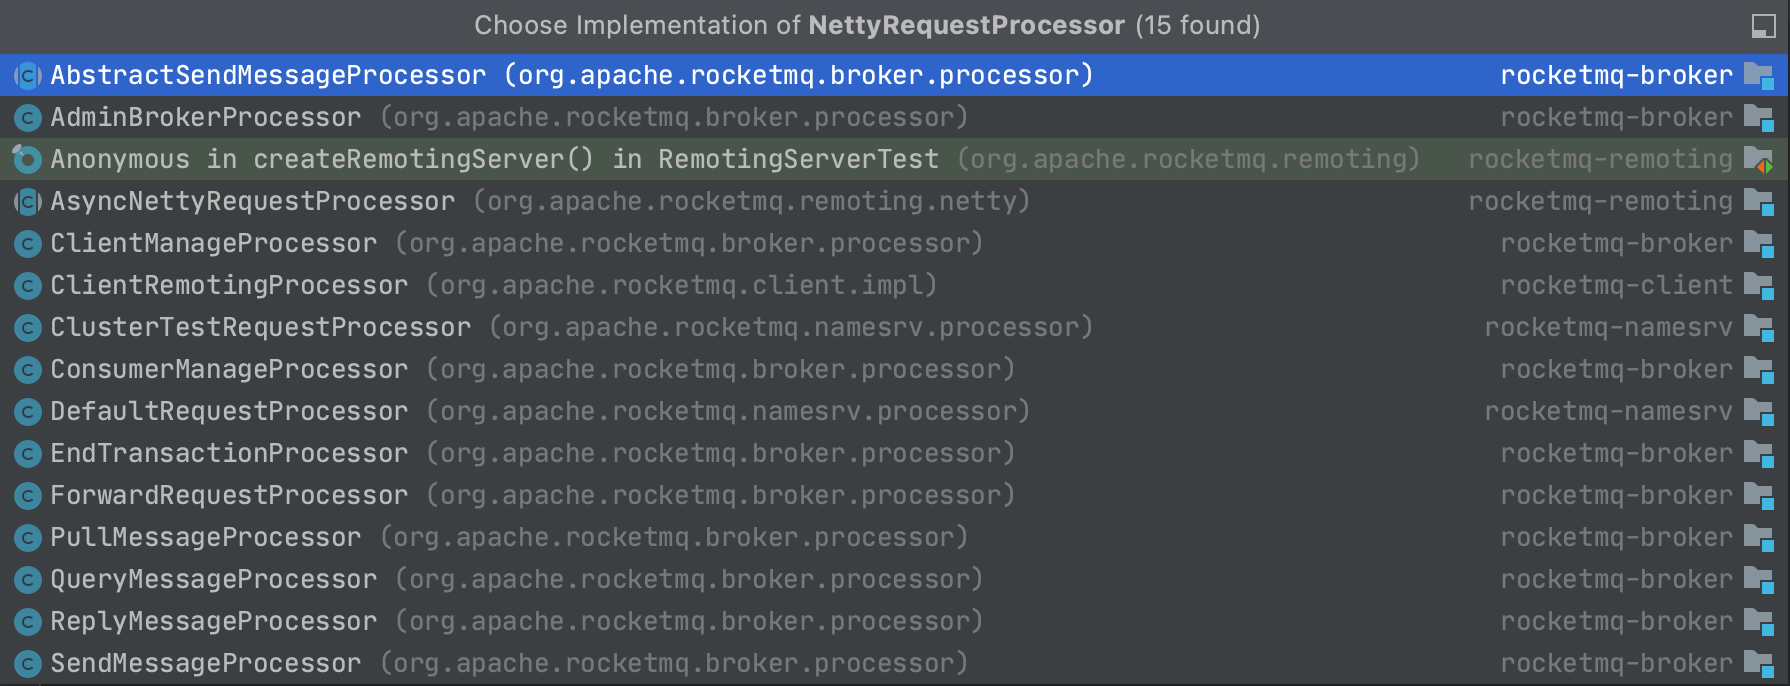 Choose Implementation of NettyRequestProcessor (15 found)
AbstractSendMessageProcessor (org.apache.rocketmq.broker.processor) rocketmq-broker
AdminBrokerProcessor (org.apache.rocketmq.broker.processor) rocketmq-broker
Anonymous in createRemotingServer() in RemotingServerTest (org.apache.rocketmq.remoting) rocketmq-remoting
AsyncNettyRequestProcessor (org.apache.rocketmq.remoting.netty) rocketmq-remoting
ClientManageProcessor (org.apache.rocketmq.broker.processor) rocketmq-broker
ClientRemotingProcessor (org.apache.rocketmq.client.impl) rocketmq-client
ClusterTestRequestProcessor (org.apache.rocketmq.namesrv.processor) rocketmq-namesrv
ConsumerManageProcessor (org.apache.rocketmq.broker.processor) rocketmq-broker
DefaultRequestProcessor (org.apache.rocketmq.namesrv.processor) rocketmq-namesrv
EndTransactionProcessor (org.apache.rocketmq.broker.processor) rocketmq-broker
ForwardRequestProcessor (org.apache.rocketmq.broker.processor) rocketmq-broker
PullMessageProcessor (org.apache.rocketmq.broker.processor) rocketmq-broker
QueryMessageProcessor (org.apache.rocketmq.broker.processor) rocketmq-broker
ReplyMessageProcessor (org.apache.rocketmq.broker.processor) rocketmq-broker
SendMessageProcessor (org.apache.rocketmq.broker.processor) rocketmq-broker